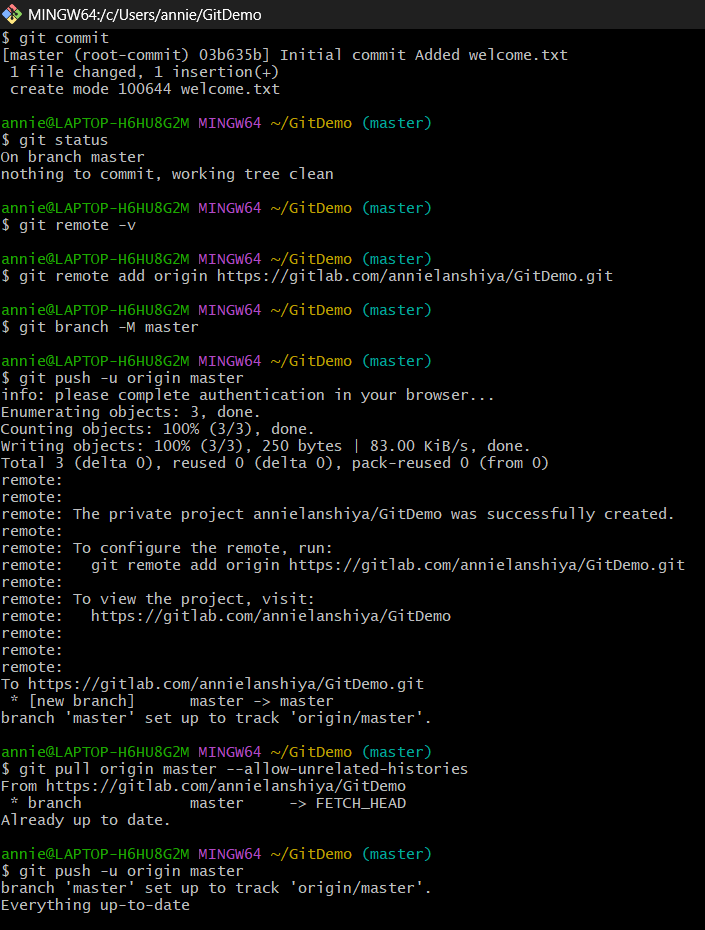 MINGW64:/c/Users/annie/GitDemo
$ git commit
[master (root-commit) 03b635b] Initial commit Added welcome.txt
 1 file changed, 1 insertion(+)
 create mode 100644 welcome.txt

annie@LAPTOP-H6HU8G2M MINGW64 ~/GitDemo (master)
$ git status
On branch master
nothing to commit, working tree clean

annie@LAPTOP-H6HU8G2M MINGW64 ~/GitDemo (master)
$ git remote -v

annie@LAPTOP-H6HU8G2M MINGW64 ~/GitDemo (master)
$ git remote add origin https://gitlab.com/annielanshiya/GitDemo.git

annie@LAPTOP-H6HU8G2M MINGW64 ~/GitDemo (master)
$ git branch -M master

annie@LAPTOP-H6HU8G2M MINGW64 ~/GitDemo (master)
$ git push -u origin master
info: please complete authentication in your browser...
Enumerating objects: 3, done.
Counting objects: 100% (3/3), done.
Writing objects: 100% (3/3), 250 bytes | 83.00 KiB/s, done.
Total 3 (delta 0), reused 0 (delta 0), pack-reused 0 (from 0)
remote:
remote:
remote: The private project annielanshiya/GitDemo was successfully created.
remote:
remote: To configure the remote, run:
remote:   git remote add origin https://gitlab.com/annielanshiya/GitDemo.git
remote:
remote: To view the project, visit:
remote:   https://gitlab.com/annielanshiya/GitDemo
remote:
remote:
remote:
To https://gitlab.com/annielanshiya/GitDemo.git
 * [new branch]      master -> master
branch 'master' set up to track 'origin/master'.

annie@LAPTOP-H6HU8G2M MINGW64 ~/GitDemo (master)
$ git pull origin master --allow-unrelated-histories
From https://gitlab.com/annielanshiya/GitDemo
 * branch            master     -> FETCH_HEAD
Already up to date.

annie@LAPTOP-H6HU8G2M MINGW64 ~/GitDemo (master)
$ git push -u origin master
branch 'master' set up to track 'origin/master'.
Everything up-to-date